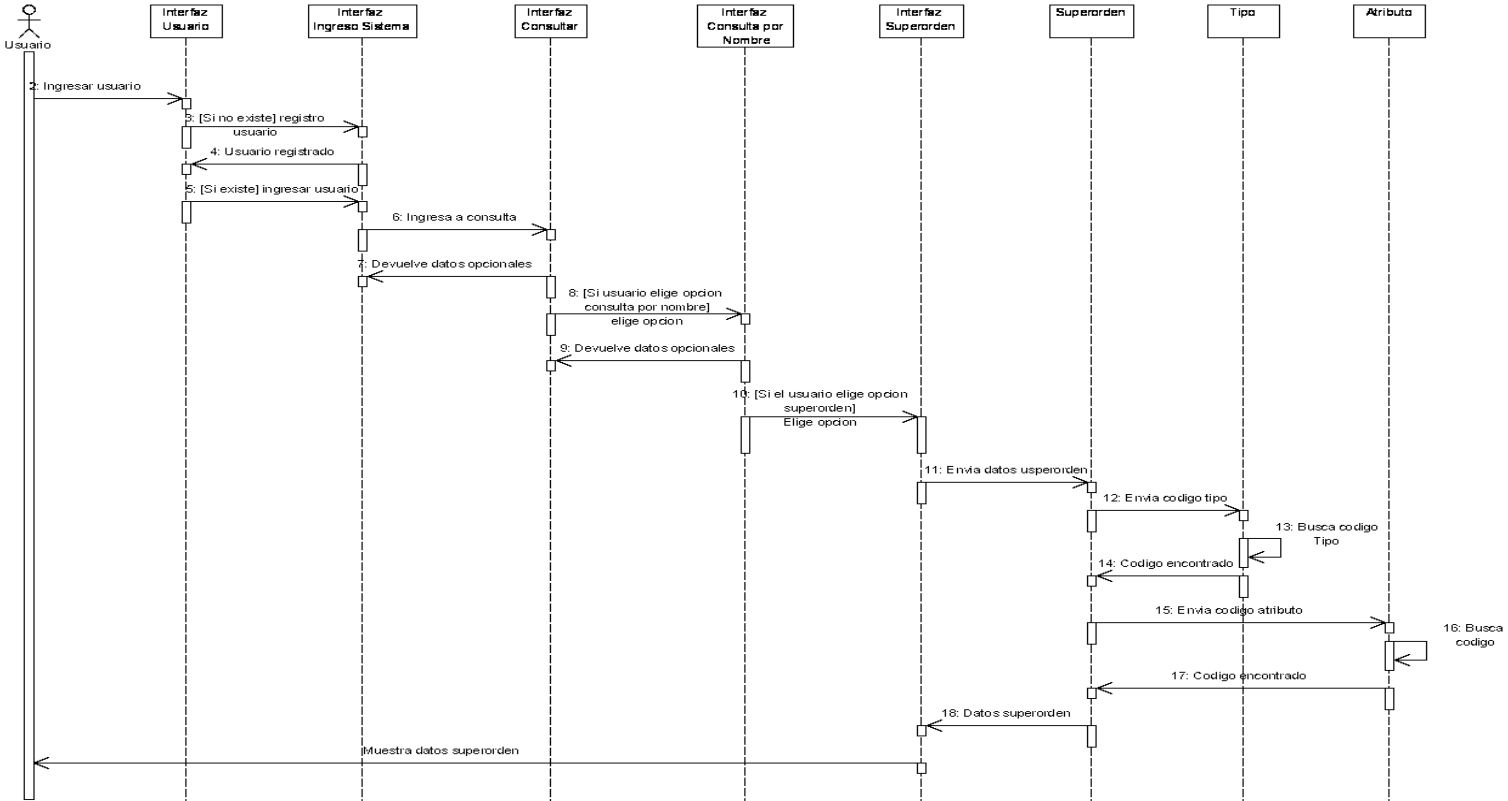 Usuario
Interfaz
Usuario
Interfaz
Ingreso Sistema
Interfaz
Consultar
Interfaz
Consulta por
Nombre
Interfaz
Superorden
Superorden
Tipo
Atributo
2: Ingresar usuario
3: [Si no existe] registro
usuario
4: Usuario registrado
5: [Si existe] ingresar usuario
6: Ingresa a consulta
7: Devuelve datos opcionales
8: [Si usuario elige opcion
consulta por nombre]
elige opcion
9: Devuelve datos opcionales
10: [Si el usuario elige opcion
superorden]
Elige opcion
11: Envia datos usperorden
12: Envia codigo tipo
13: Busca codigo
Tipo
14: Codigo encontrado
15: Envia codigo atributo
16: Busca
codigo
17: Codigo encontrado
18: Datos superorden
Muestra datos superorden